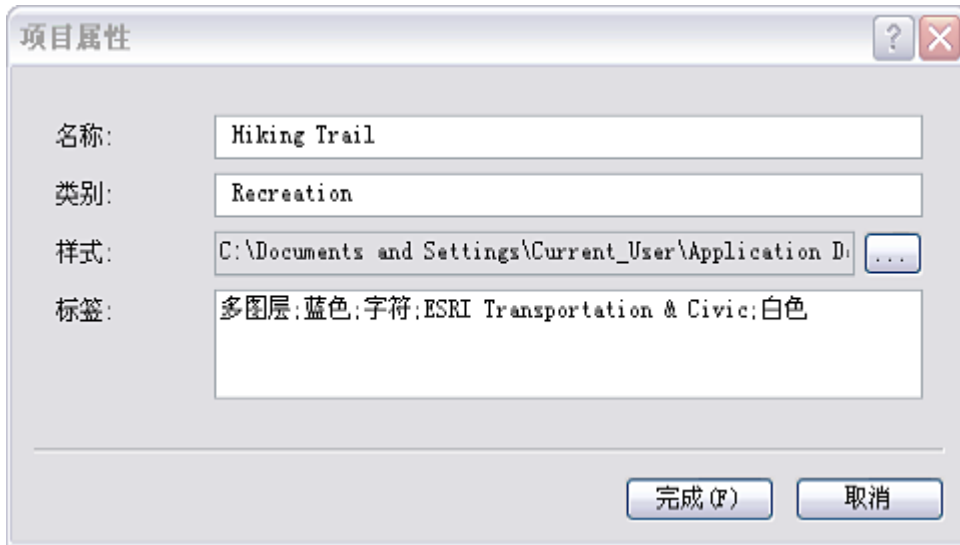 项目属性
名称: Hiking Trail
类别: Recreation
样式: C:\Documents and Settings\Current_User\Application D ...
标签: 多图层;蓝色;字符;ESRI Transportation & Civic;白色
完成(F) 取消